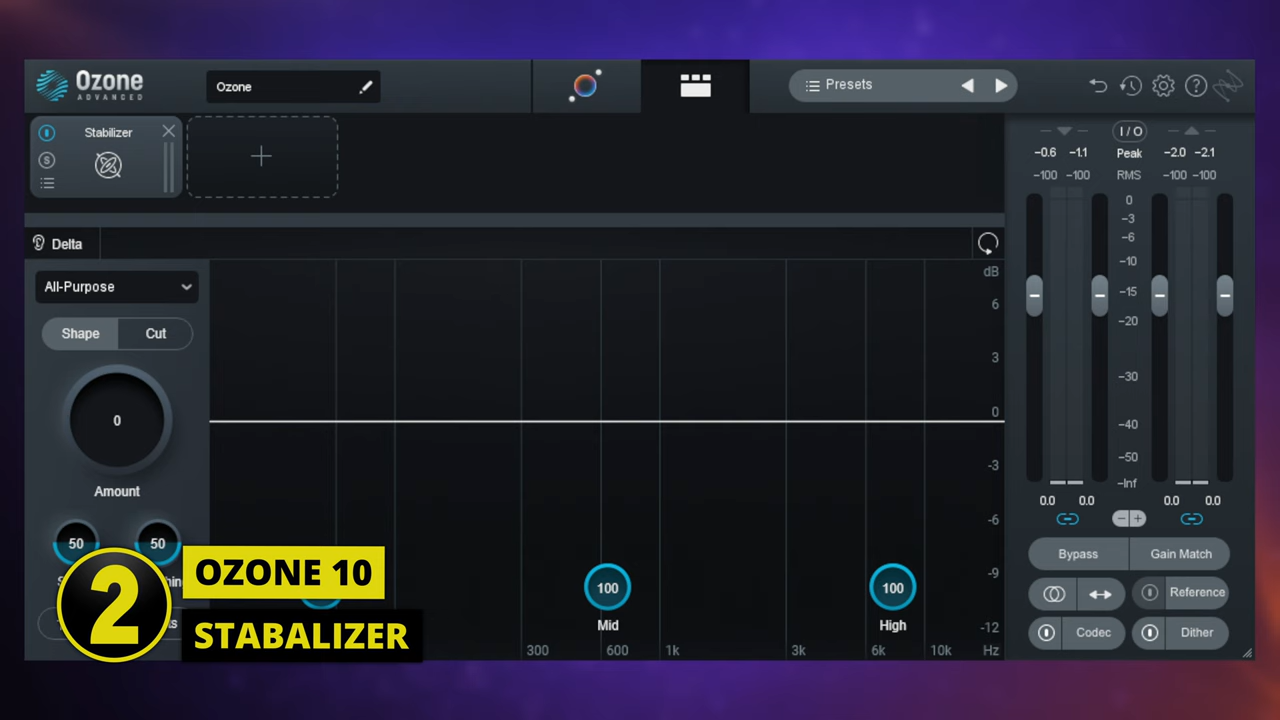 Ozone
ADVANCED
Ozone
Presets
Stabilizer
S
I / O
-0.6 -1.1 Peak -2.0 -2.1
-100 -100 RMS -100 -100
Delta
All-Purpose
Shape Cut
0
Amount
50 50
dB
6
3
0
-3
-6
-9
-12
100
Mid
100
High
300 600 1k 3k 6k 10k Hz
0
-3
-6
-10
-15
-20
-30
-40
-50
-Inf
0.0 0.0 0.0 0.0
Bypass Gain Match
Reference
Codec Dither
2
OZONE 10
STABALIZER